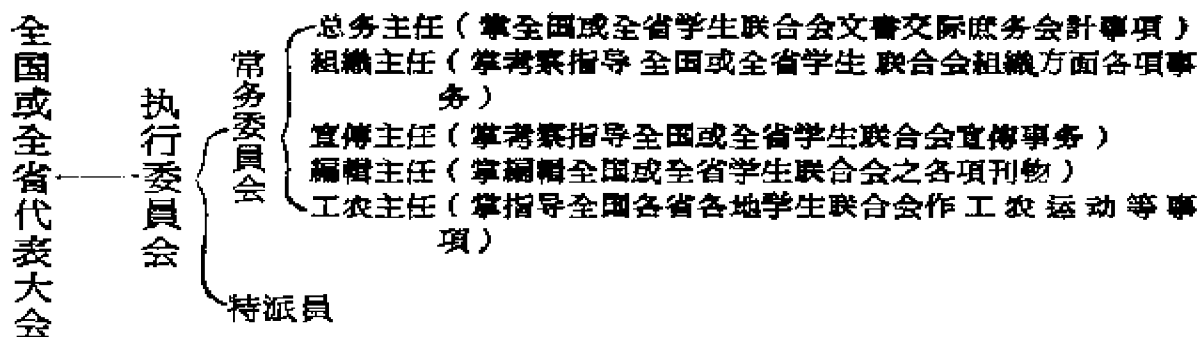 全国或全省代表大会
执行委員会
常务委員会
总务主任（掌全国或全省学生联合会文書交际庶务会計事項）
組織主任（掌考察指导全国或全省学生联合会組織方面各項事
务）
宣傳主任（掌考察指导全国或全省学生联合会宣傳事务）
編輯主任（掌編輯全国或全省学生联合会之各項刊物）
工农主任（掌指导全国各省各地学生联合会作工农运动等事
項）
特派員